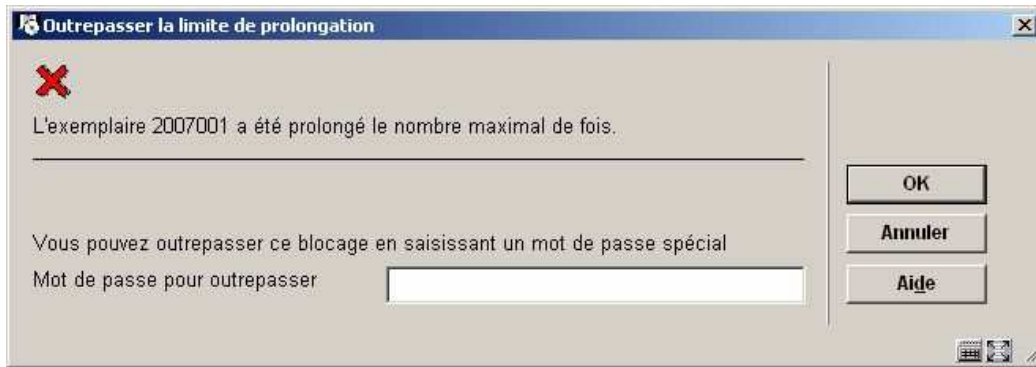 Outrepasser la limite de prolongation
L'exemplaire 2007001 a été prolongé le nombre maximal de fois.
OK
Vous pouvez outrepasser ce blocage en saisissant un mot de passe spécial
Annuler
Mot de passe pour outrepasser
Aide